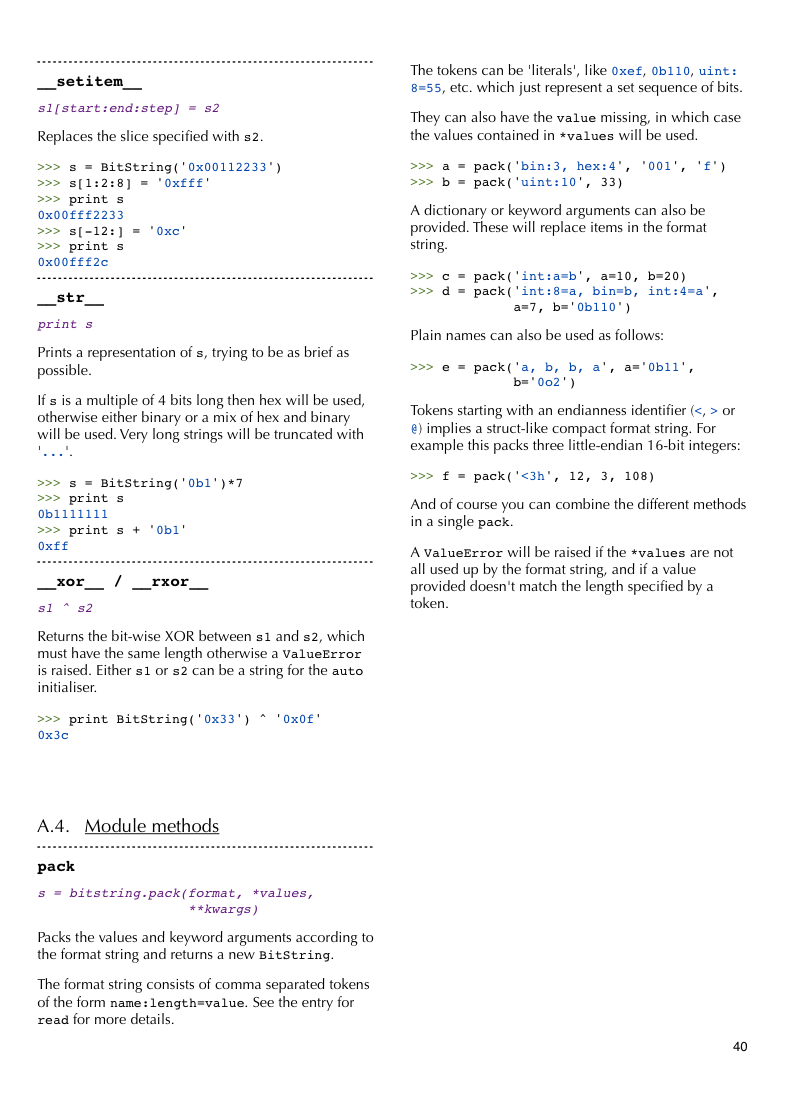 __setitem__
s1[start:end:step] = s2
Replaces the slice specified with s2.
>>> s = BitString('0x00112233')
>>> s[1:2:8] = '0xfff'
>>> print s
0x00fff2233
>>> s[-12:] = '0xc'
>>> print s
0x00fff2c
__str__
print s
Prints a representation of s, trying to be as brief as
possible.
If s is a multiple of 4 bits long then hex will be used,
otherwise either binary or a mix of hex and binary
will be used. Very long strings will be truncated with
'...'.
>>> s = BitString('0b1')*7
>>> print s
0b1111111
>>> print s + '0b1'
0xff
__xor__ / __rxor__
s1 ^ s2
Returns the bit-wise XOR between s1 and s2, which
must have the same length otherwise a ValueError
is raised. Either s1 or s2 can be a string for the auto
initialiser.
>>> print BitString('0x33') ^ '0x0f'
0x3c
A.4. Module methods
pack
s = bitstring.pack(format, *values,
**kwargs)
Packs the values and keyword arguments according to
the format string and returns a new BitString.
The format string consists of comma separated tokens
of the form name:length=value. See the entry for
read for more details.
The tokens can be 'literals', like 0xef, 0b110, uint:
8=55, etc. which just represent a set sequence of bits.
They can also have the value missing, in which case
the values contained in *values will be used.
>>> a = pack('bin:3, hex:4', '001', 'f')
>>> b = pack('uint:10', 33)
A dictionary or keyword arguments can also be
provided. These will replace items in the format
string.
>>> c = pack('int:a=b', a=10, b=20)
>>> d = pack('int:8=a, bin=b, int:4=a',
a=7, b='0b110')
Plain names can also be used as follows:
>>> e = pack('a, b, b, a', a='0b11',
b='0o2')
Tokens starting with an endianness identifier (<, > or
@) implies a struct-like compact format string. For
example this packs three little-endian 16-bit integers:
>>> f = pack('<3h', 12, 3, 108)
And of course you can combine the different methods
in a single pack.
A ValueError will be raised if the *values are not
all used up by the format string, and if a value
provided doesn't match the length specified by a
token.
40